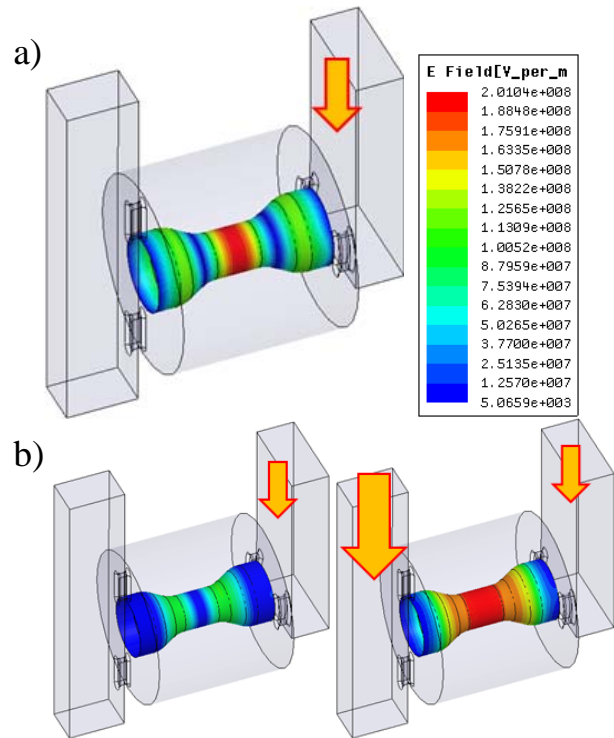 a)
E Field[V_per_m
2.0104e+008
1.8848e+008
1.7591e+008
1.6335e+008
1.5078e+008
1.3822e+008
1.2565e+008
1.1309e+008
1.0052e+008
8.7959e+007
7.5394e+007
6.2830e+007
5.0265e+007
3.7700e+007
2.5135e+007
1.2570e+007
5.0659e+003
b)